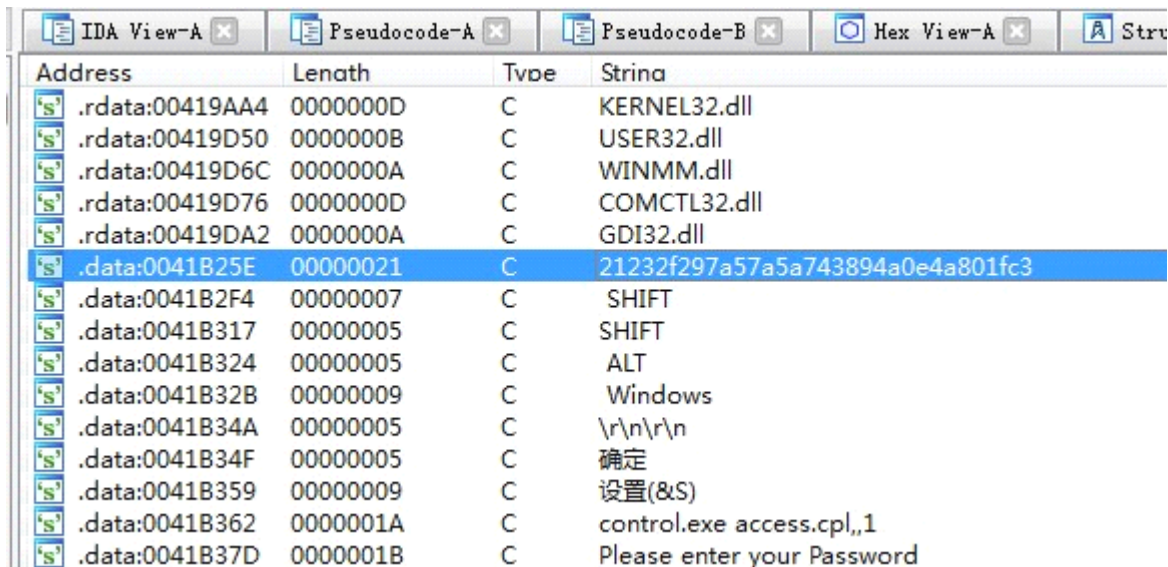 IDA View-A Pseudocode-A Pseudocode-B Hex View-A Stru
Address Length Type String
's' .rdata:00419AA4 0000000D C KERNEL32.dll
's' .rdata:00419D50 0000000B C USER32.dll
's' .rdata:00419D6C 0000000A C WINMM.dll
's' .rdata:00419D76 0000000D C COMCTL32.dll
's' .rdata:00419DA2 0000000A C GDI32.dll
's' .data:0041B25E 00000021 C 21232f297a57a5a743894a0e4a801fc3
's' .data:0041B2F4 00000007 C SHIFT
's' .data:0041B317 00000005 C SHIFT
's' .data:0041B324 00000005 C ALT
's' .data:0041B32B 00000009 C Windows
's' .data:0041B34A 00000005 C \r\n\r\n
's' .data:0041B34F 00000005 C 确定
's' .data:0041B359 00000009 C 设置(&S)
's' .data:0041B362 0000001A C control.exe access.cpl,,1
's' .data:0041B37D 0000001B C Please enter your Password